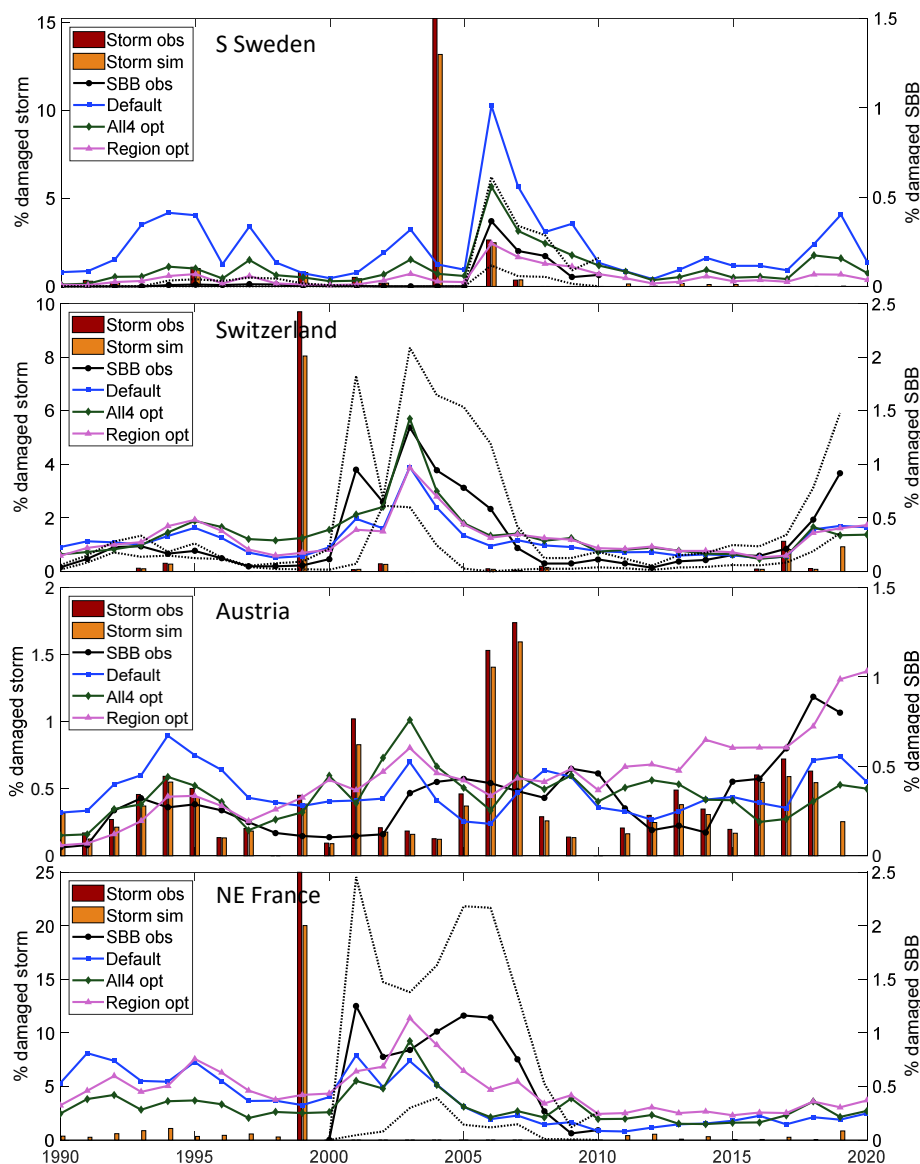 S Sweden
Storm obs
Storm sim
SBB obs
Default
All4 opt
Region opt
% damaged storm
15
10
5
0
% damaged SBB
1.5
1
0.5
0
Switzerland
Storm obs
Storm sim
SBB obs
Default
All4 opt
Region opt
% damaged storm
10
8
6
4
2
0
% damaged SBB
2.5
2
1.5
1
0.5
0
Austria
Storm obs
Storm sim
SBB obs
Default
All4 opt
Region opt
% damaged storm
2
1.5
1
0.5
0
% damaged SBB
1.5
1
0.5
0
NE France
Storm obs
Storm sim
SBB obs
Default
All4 opt
Region opt
% damaged storm
25
20
15
10
5
0
% damaged SBB
2.5
2
1.5
1
0.5
0
1990 1995 2000 2005 2010 2015 2020